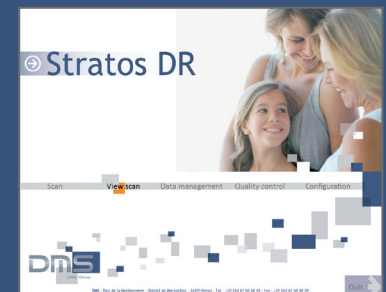 Stratos DR
Scan View scan Data management Quality control Configuration
DMS
Quit